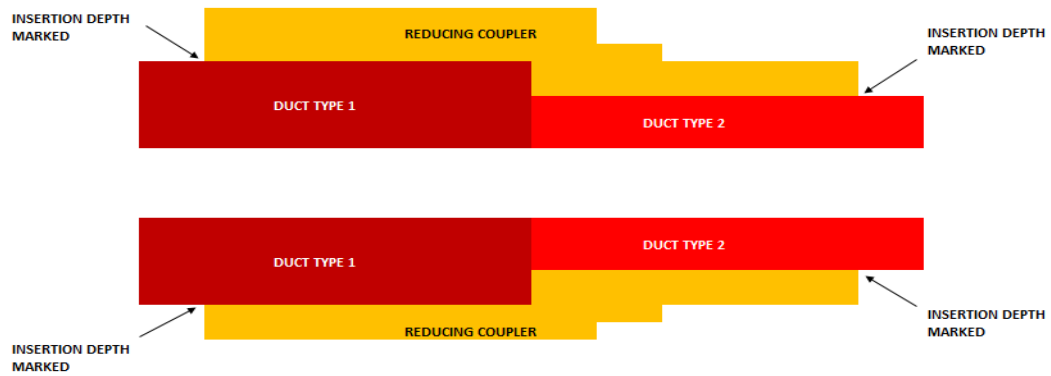 INSERTION DEPTH
MARKED
REDUCING COUPLER
INSERTION DEPTH
MARKED
DUCT TYPE 1
DUCT TYPE 2
DUCT TYPE 2
DUCT TYPE 1
REDUCING COUPLER
INSERTION DEPTH
MARKED
INSERTION DEPTH
MARKED